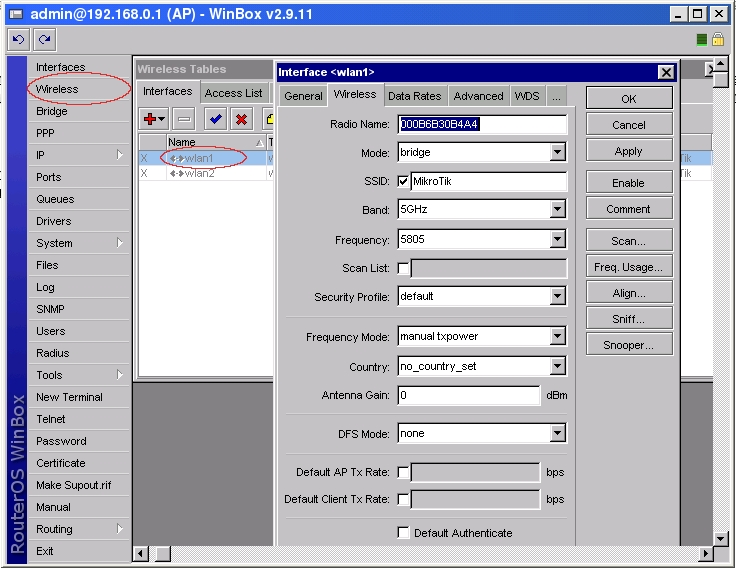 admin@192.168.0.1 (AP) - WinBox v2.9.11
RouterOS WinBox
Interfaces
Wireless
Bridge
PPP
IP
Ports
Queues
Drivers
System
Files
Log
SNMP
Users
Radius
Tools
New Terminal
Telnet
Password
Certificate
Make Supout.rif
Manual
Routing
Exit
Wireless Tables
Interfaces
Access List
Name
X wlan1
X wlan2
Tik
Tik
Interface <wlan1>
General Wireless Data Rates Advanced WDS ...
Radio Name: 000B6B30B4A4
Mode: bridge
SSID: MikroTik
Band: 5GHz
Frequency: 5805
Scan List:
Security Profile: default
Frequency Mode: manual txpower
Country: no_country_set
Antenna Gain: 0 dBm
DFS Mode: none
Default AP Tx Rate: bps
Default Client Tx Rate: bps
Default Authenticate
OK
Cancel
Apply
Enable
Comment
Scan...
Freq. Usage...
Align...
Sniff...
Snooper...